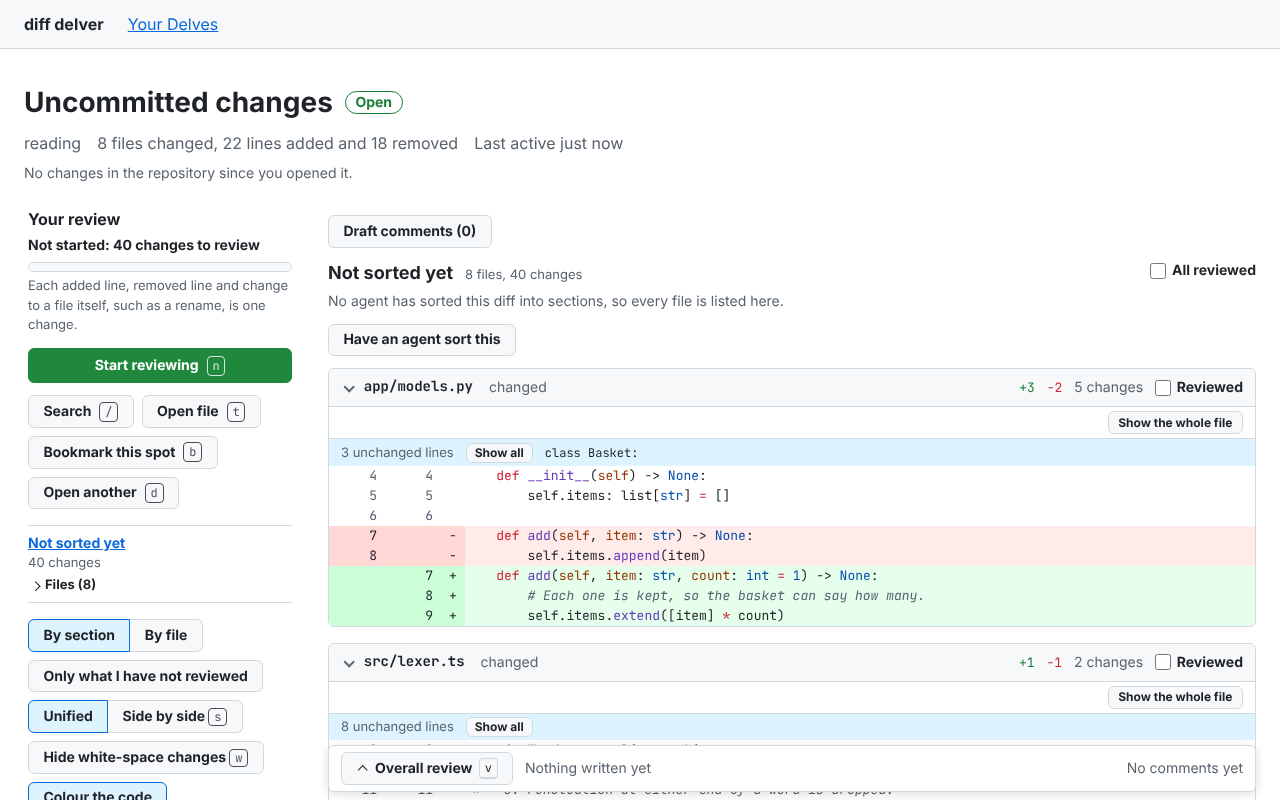 diff delver Your Delves
Uncommitted changes Open
reading 8 files changed, 22 lines added and 18 removed Last active just now
No changes in the repository since you opened it.
Your review
Not started: 40 changes to review
Each added line, removed line and change
to a file itself, such as a rename, is one
change.
Start reviewing n
Search / Open file t
Bookmark this spot b
Open another d
Not sorted yet
40 changes
Files (8)
By section By file
Only what I have not reviewed
Unified Side by side s
Hide white-space changes w
Colour the code
Draft comments (0)
Not sorted yet 8 files, 40 changes All reviewed
No agent has sorted this diff into sections, so every file is listed here.
Have an agent sort this
app/models.py changed +3 -2 5 changes Reviewed
Show the whole file
3 unchanged lines Show all class Basket:
4 4 def __init__(self) -> None:
5 5 self.items: list[str] = []
6 6
7 - def add(self, item: str) -> None:
8 - self.items.append(item)
7 + def add(self, item: str, count: int = 1) -> None:
8 + # Each one is kept, so the basket can say how many.
9 + self.items.extend([item] * count)
src/lexer.ts changed +1 -1 2 changes Reviewed
Show the whole file
8 unchanged lines Show all
Overall review v Nothing written yet No comments yet